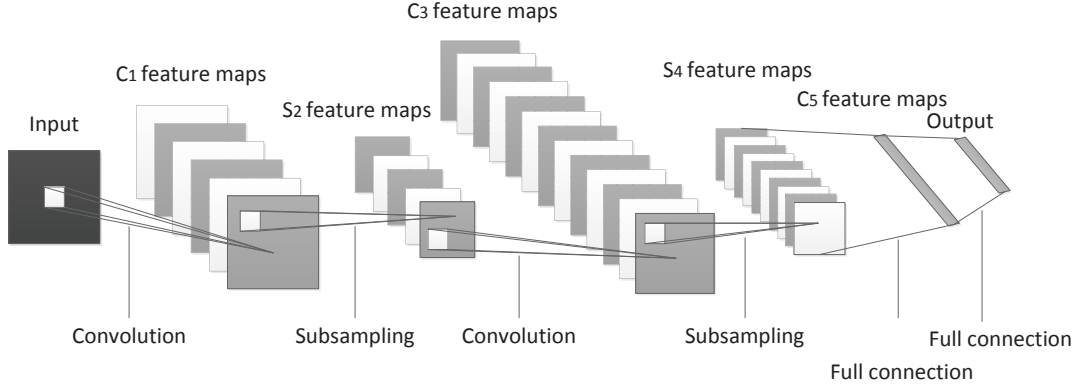 C3 feature maps
C1 feature maps
S4 feature maps
S2 feature maps
C5 feature maps
Input
Output
Convolution
Subsampling
Convolution
Subsampling
Full connection
Full connection